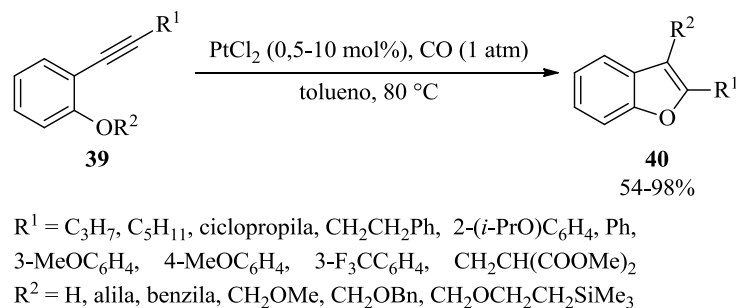 R¹
PtCl₂ (0,5-10 mol%), CO (1 atm)
tolueno, 80 °C
OR²
39
R²
R¹
O
40
54-98%
R¹ = C₃H₇, C₅H₁₁, ciclopropila, CH₂CH₂Ph, 2-(i-PrO)C₆H₄, Ph,
3-MeOC₆H₄, 4-MeOC₆H₄, 3-F₃CC₆H₄, CH₂CH(COOMe)₂
R² = H, alila, benzila, CH₂OMe, CH₂OBn, CH₂OCH₂CH₂SiMe₃